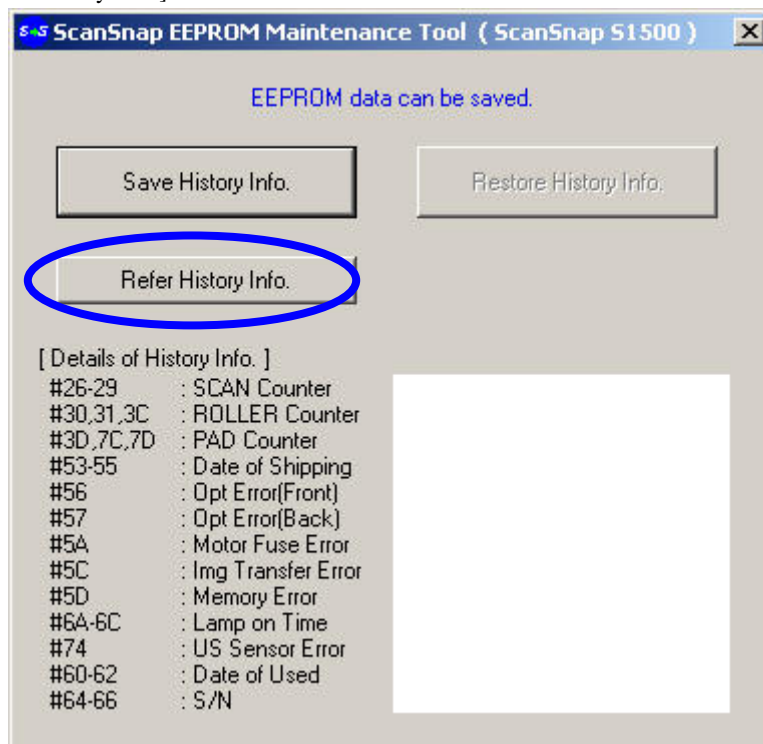 ScanSnap EEPROM Maintenance Tool ( ScanSnap S1500 )
EEPROM data can be saved.
Save History Info.
Restore History Info.
Refer History Info.
[ Details of History Info. ]
#26-29 : SCAN Counter
#30,31,3C : ROLLER Counter
#3D,7C,7D : PAD Counter
#53-55 : Date of Shipping
#56 : Opt Error(Front)
#57 : Opt Error(Back)
#5A : Motor Fuse Error
#5C : Img Transfer Error
#5D : Memory Error
#6A-6C : Lamp on Time
#74 : US Sensor Error
#60-62 : Date of Used
#64-66 : S/N